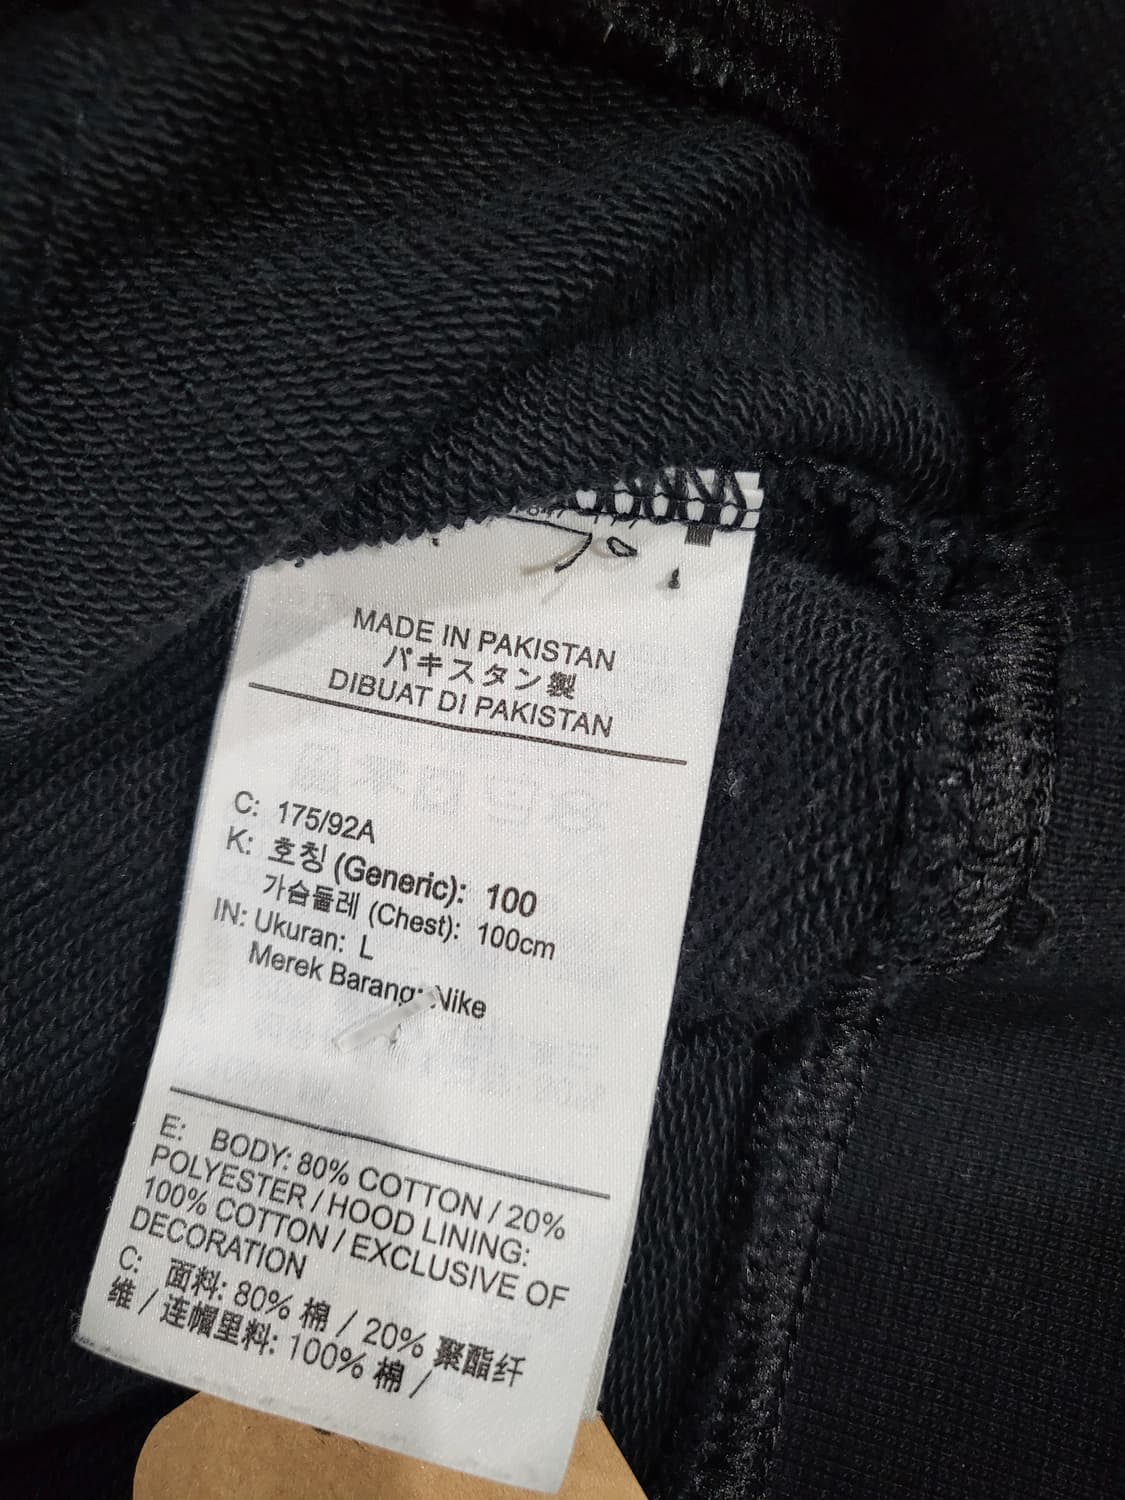 MADE IN PAKISTAN
パキスタン製
DIBUAT DI PAKISTAN
C: 175/92A
K: 호칭 (Generic): 100
가슴둘레 (Chest): 100cm
IN: Ukuran: L
Merek Barang: Nike
E: BODY: 80% COTTON / 20%
POLYESTER / HOOD LINING:
100% COTTON / EXCLUSIVE OF
DECORATION
C: 面料: 80% 棉 / 20% 聚酯纤
维 / 连帽里料: 100% 棉 /